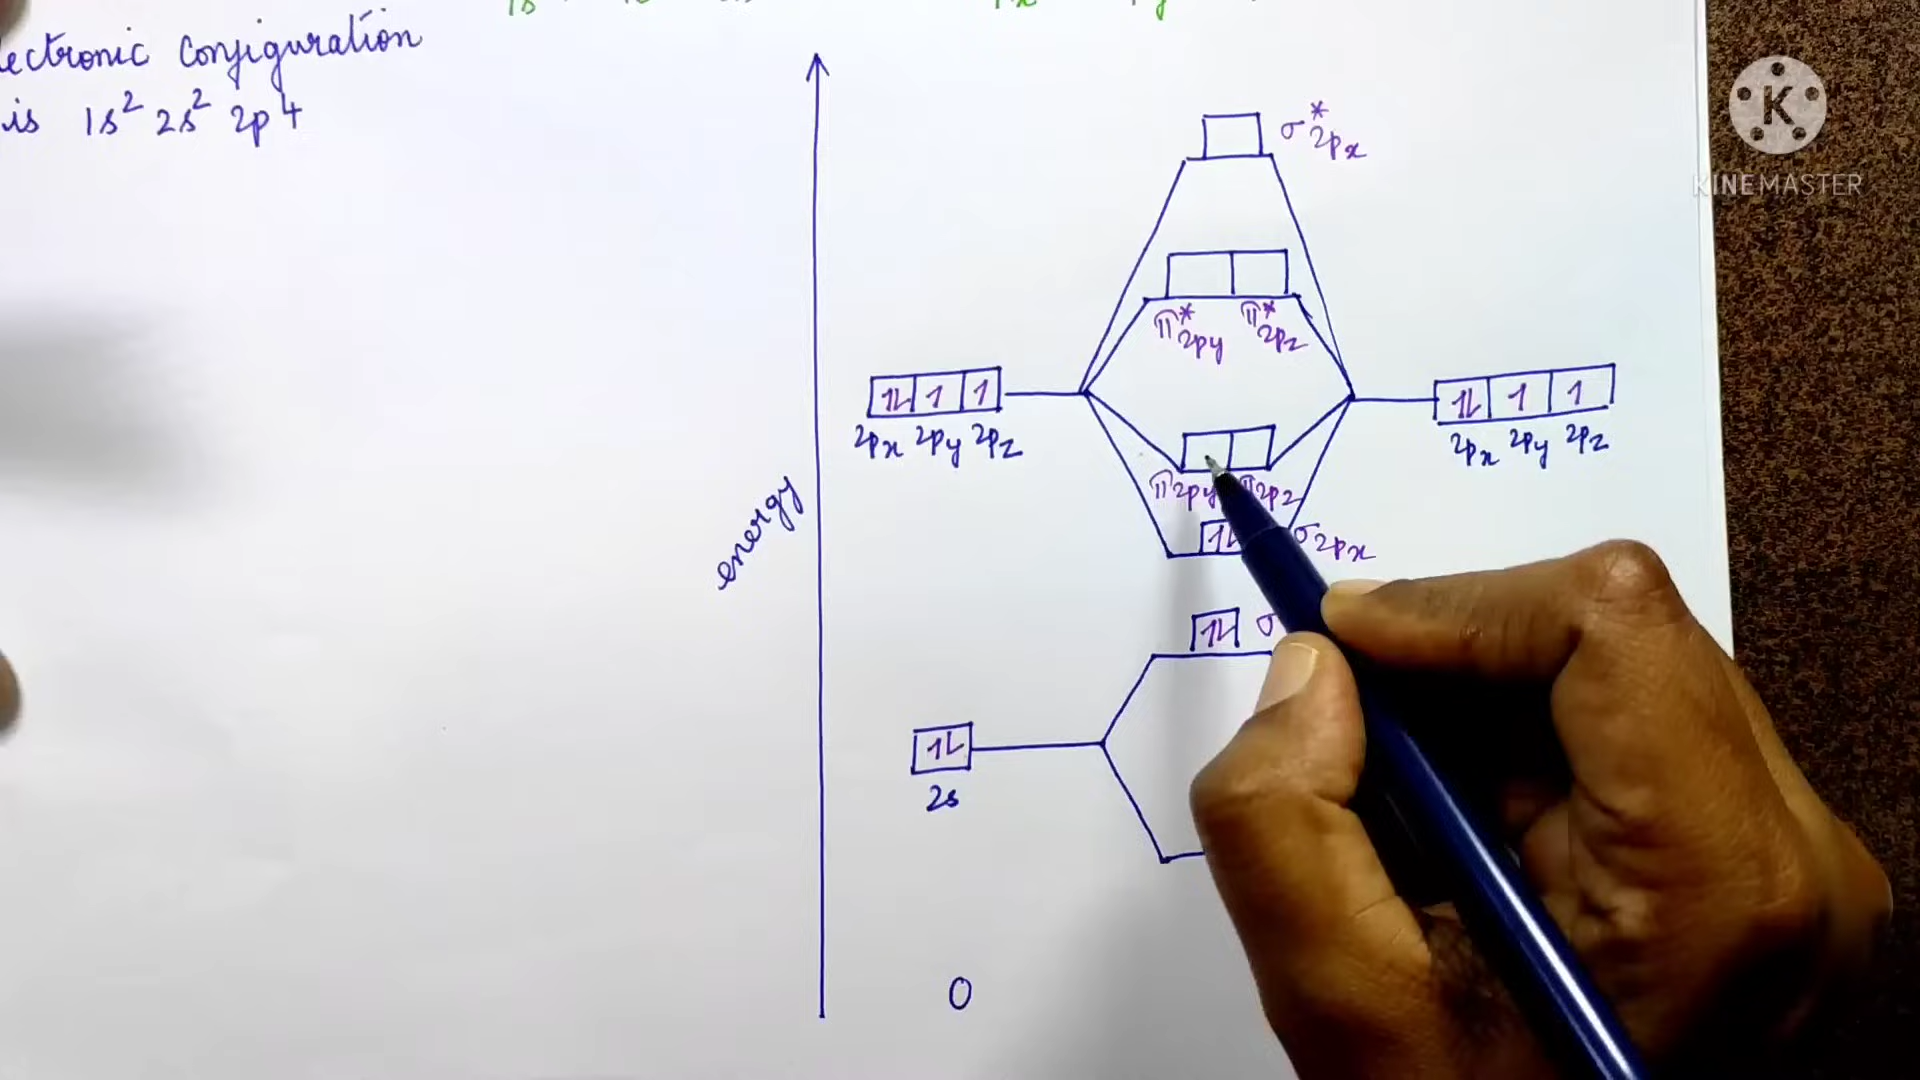 ectronic configuration
is 1s² 2s² 2p⁴
K
KINEMASTER
σ*2px
π*2py π*2pz
1L 1 1
2px 2py 2pz
1L 1 1
2px 2py 2pz
π2py π2pz
1L σ2px
energy
1L σ
1L
2s
O